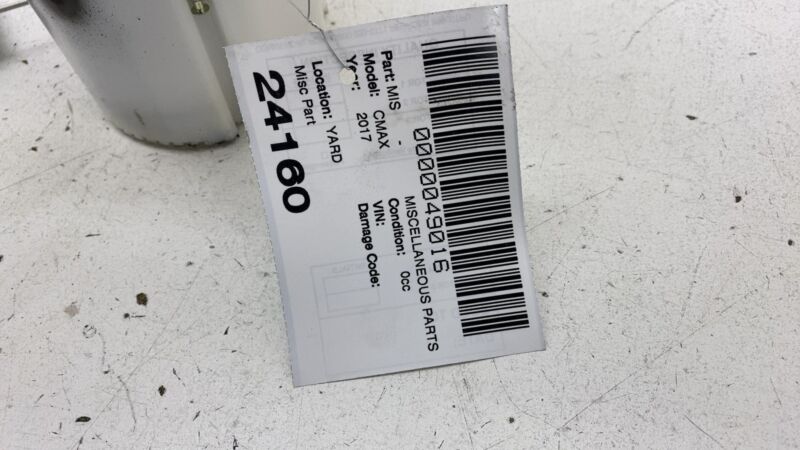 0000049016
Part: MIS - MISCELLANEOUS PARTS
Model: CMAX Condition: 0cc
Year: 2017 VIN:
Damage Code:
Location: YARD
Misc Part
24160